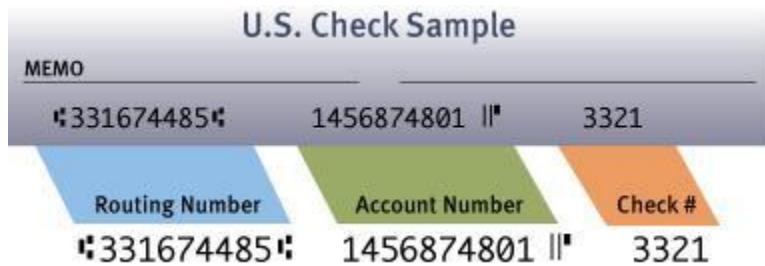 U.S. Check Sample
MEMO
⑆331674485⑆ 1456874801 ⑈ 3321
Routing Number Account Number Check #
⑆331674485⑆ 1456874801 ⑈ 3321